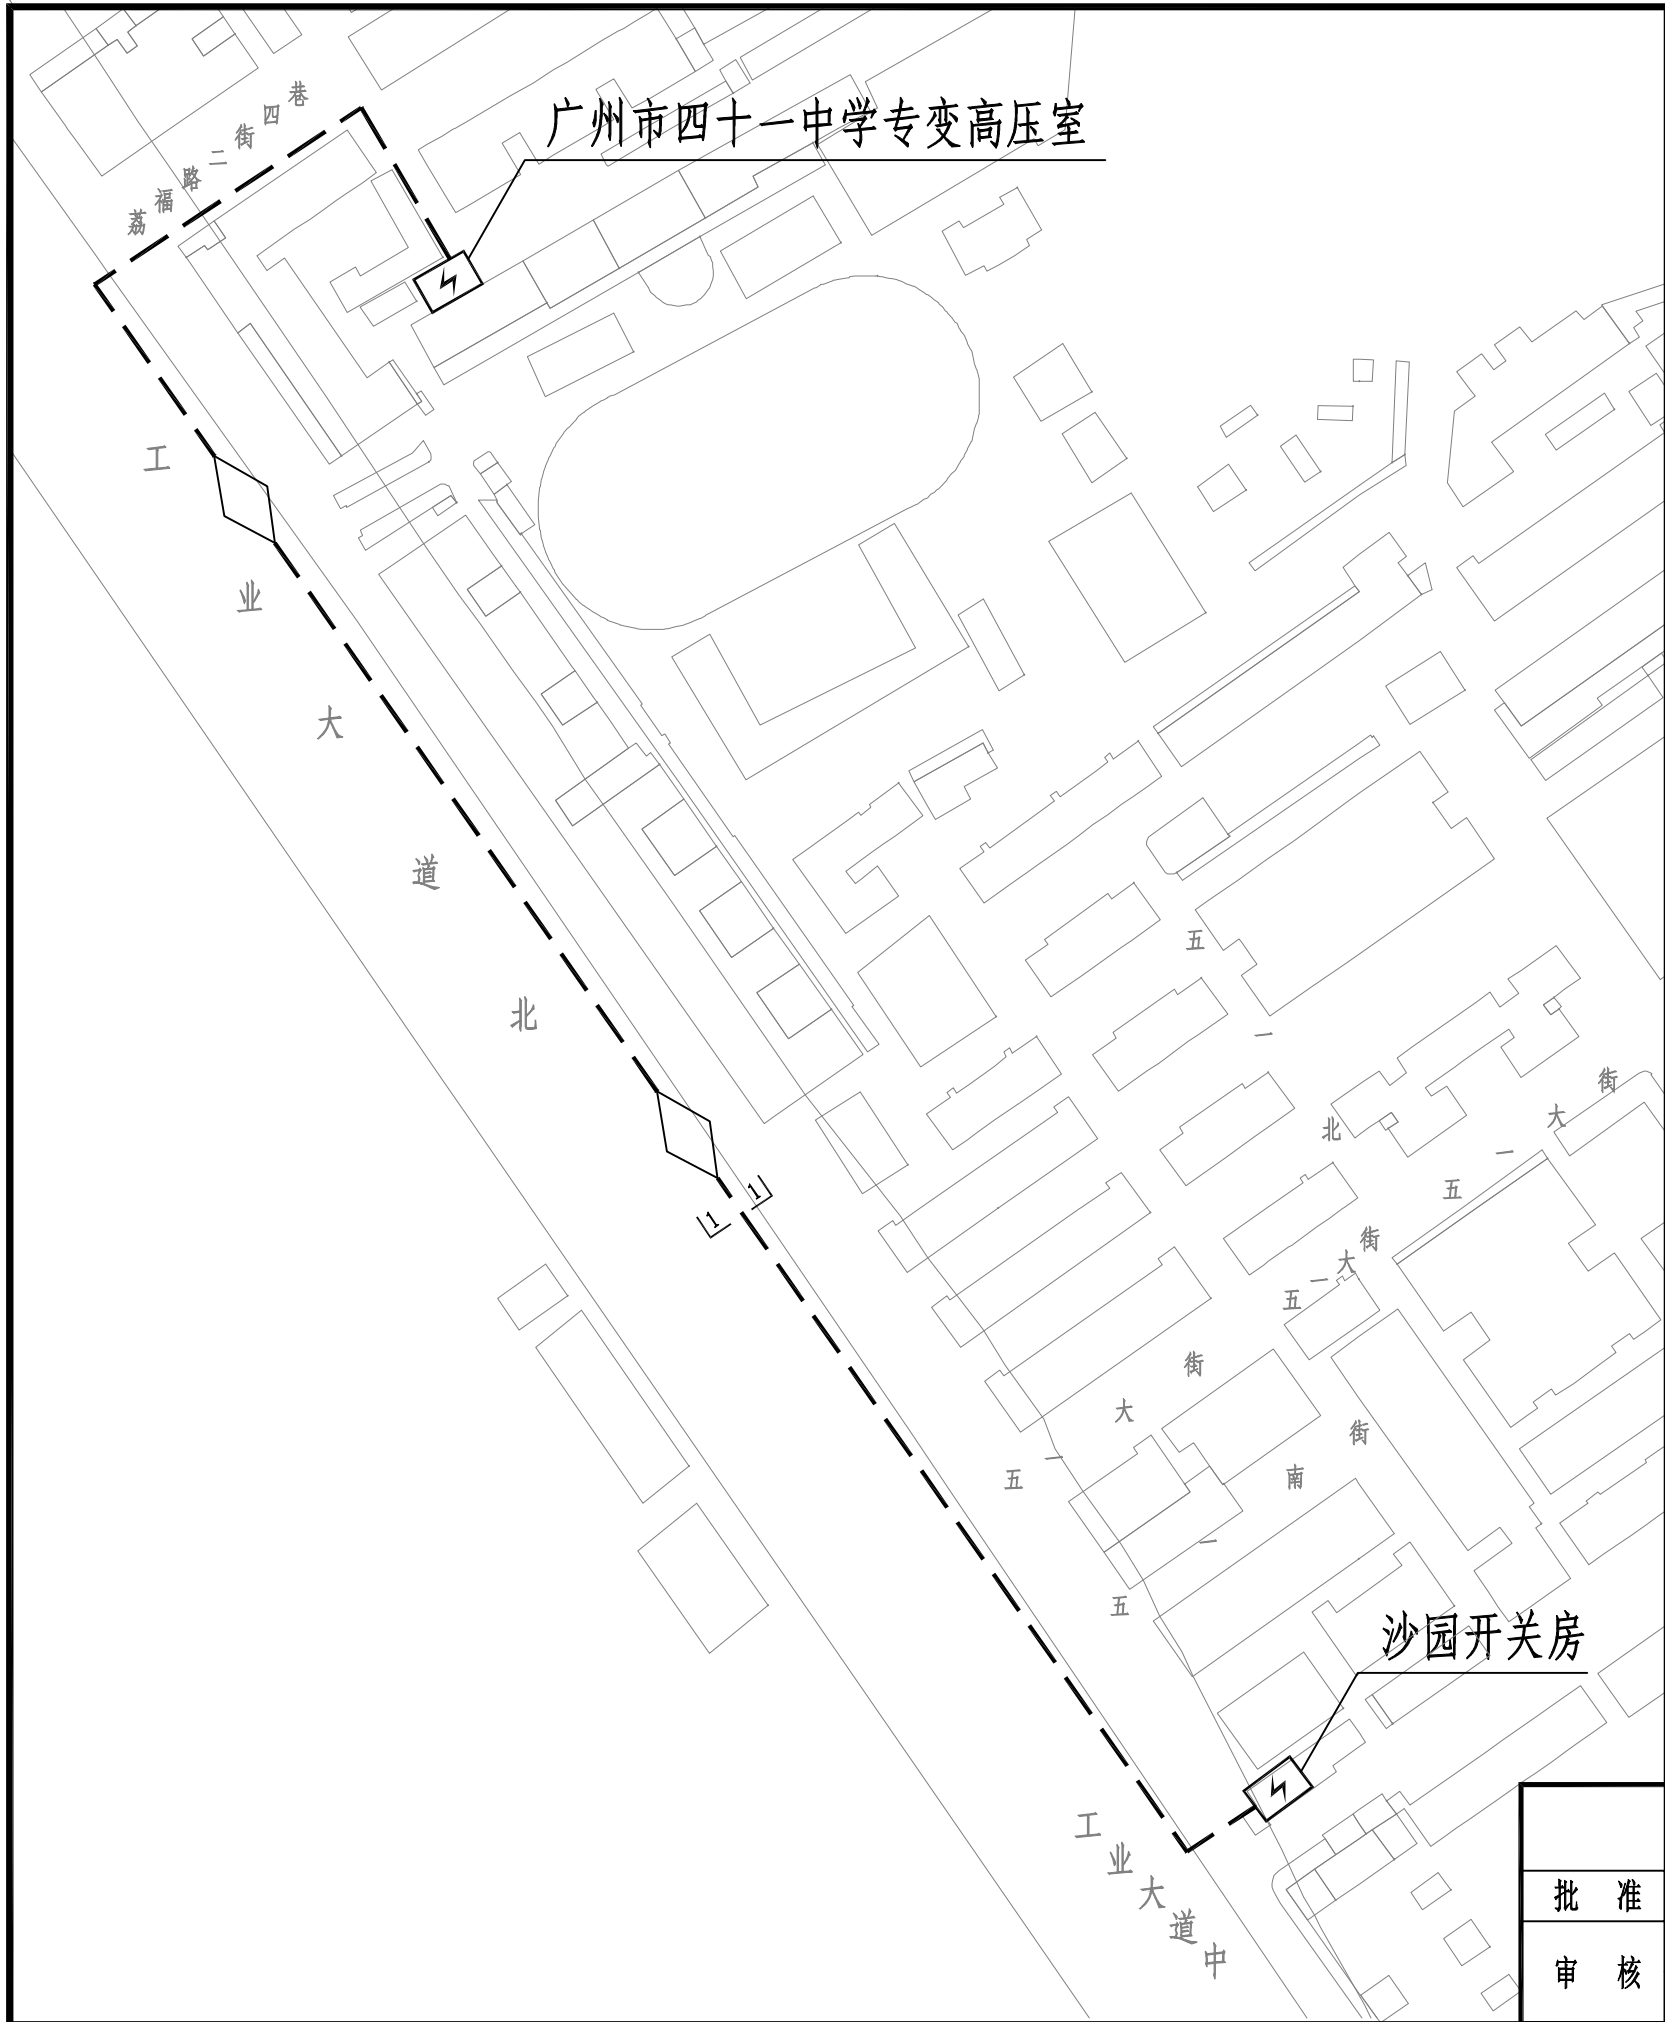 荔福路二街四巷
广州市四十一中学专变高压室
工业大道北
五一北街
五一大街
五一大街
1 1
五一大街
五一南街
沙园开关房
工业大道中
批 准
审 核